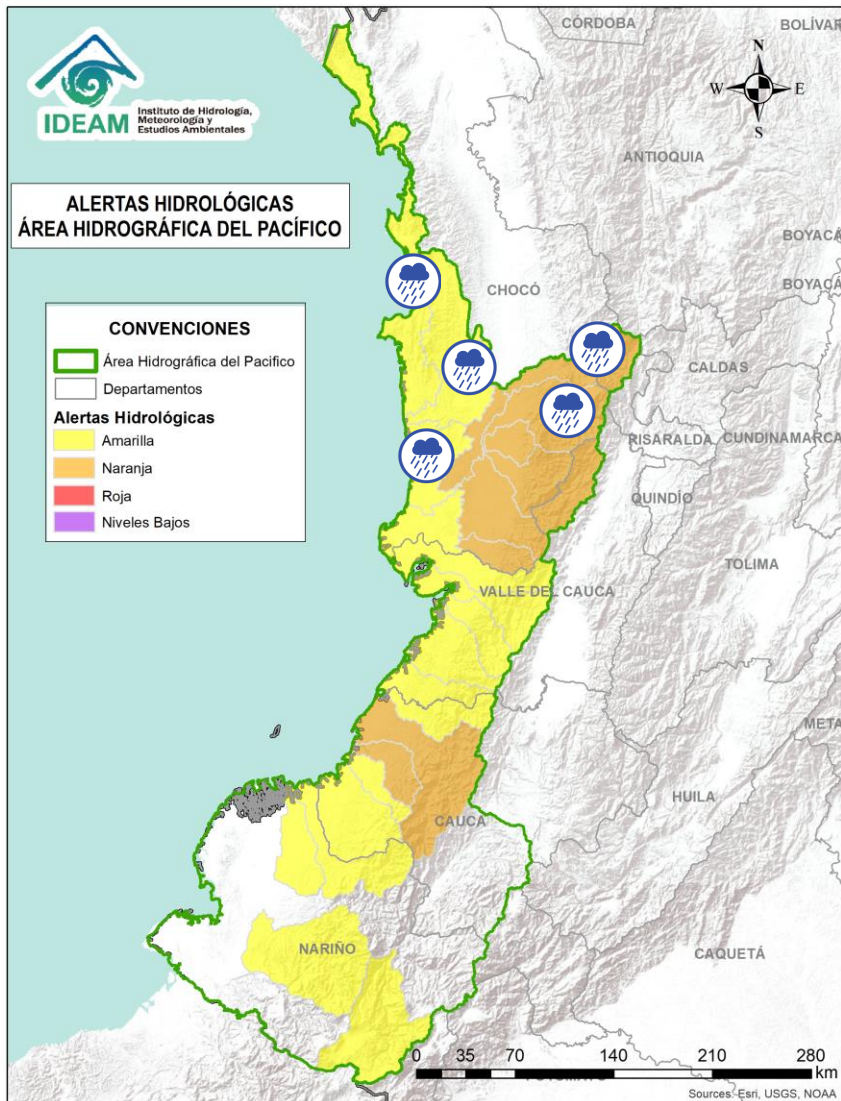 CÓRDOBA
BOLÍVAR
N
W
E
S
IDEAM
Instituto de Hidrología,
Meteorología y
Estudios Ambientales
ANTIOQUIA
ALERTAS HIDROLÓGICAS
ÁREA HIDROGRÁFICA DEL PACÍFICO
BOYACÁ
BOYACÁ
CHOCÓ
CONVENCIONES
Área Hidrográfica del Pacifico
Departamentos
Alertas Hidrológicas
Amarilla
Naranja
Roja
Niveles Bajos
CALDAS
RISARALDA
CUNDINAMARCA
QUINDÍO
TOLIMA
VALLE DEL CAUCA
META
HUILA
CAUCA
NARIÑO
CAQUETÁ
0 35 70 140 210 280
km
Sources: Esri, USGS, NOAA